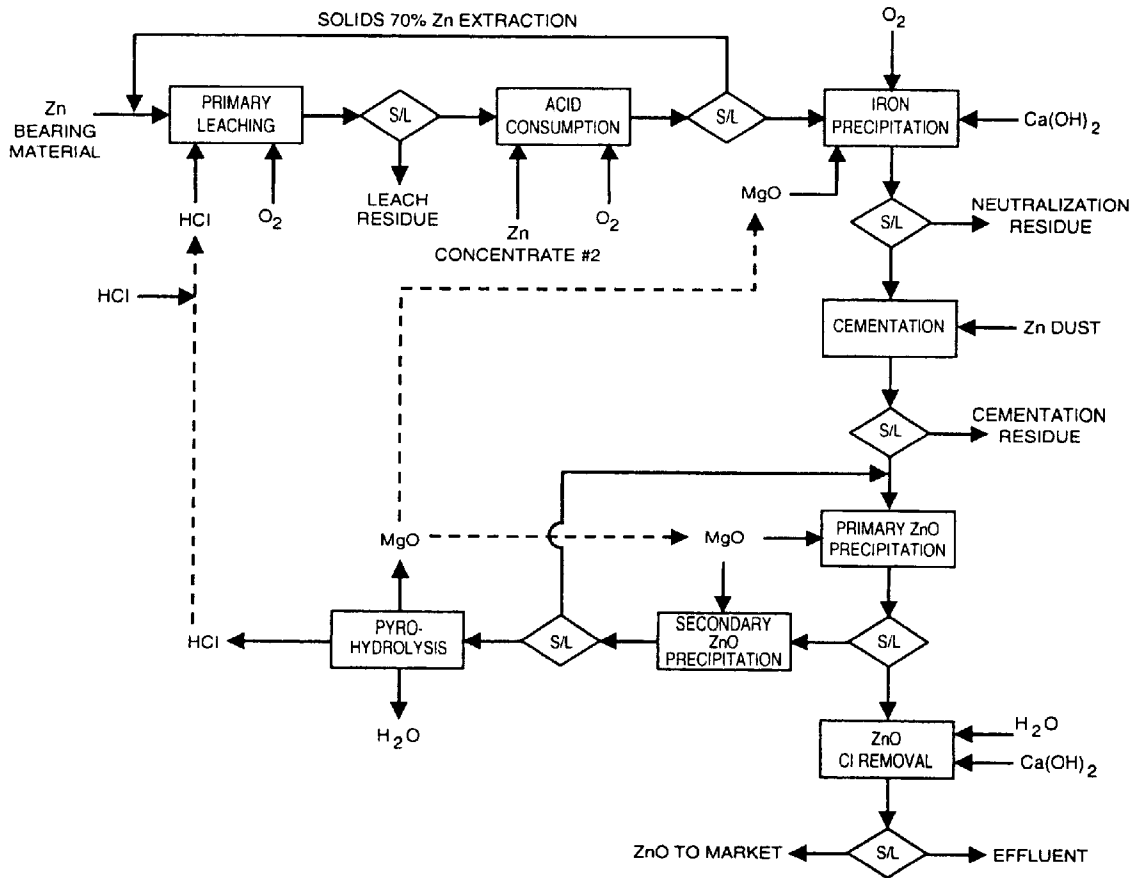 SOLIDS 70% Zn EXTRACTION
O2
Zn
BEARING
MATERIAL
PRIMARY
LEACHING
S/L
ACID
CONSUMPTION
S/L
IRON
PRECIPITATION
Ca(OH)2
HCl
O2
LEACH
RESIDUE
Zn
CONCENTRATE #2
O2
MgO
S/L
NEUTRALIZATION
RESIDUE
HCl
CEMENTATION
Zn DUST
S/L
CEMENTATION
RESIDUE
MgO
MgO
PRIMARY ZnO
PRECIPITATION
HCl
PYRO-
HYDROLYSIS
S/L
SECONDARY
ZnO
PRECIPITATION
S/L
H2O
ZnO
Cl REMOVAL
H2O
Ca(OH)2
ZnO TO MARKET
S/L
EFFLUENT